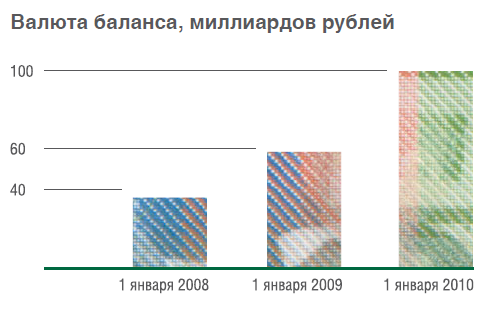 Валюта баланса, миллиардов рублей
100
60
40
1 января 2008
1 января 2009
1 января 2010